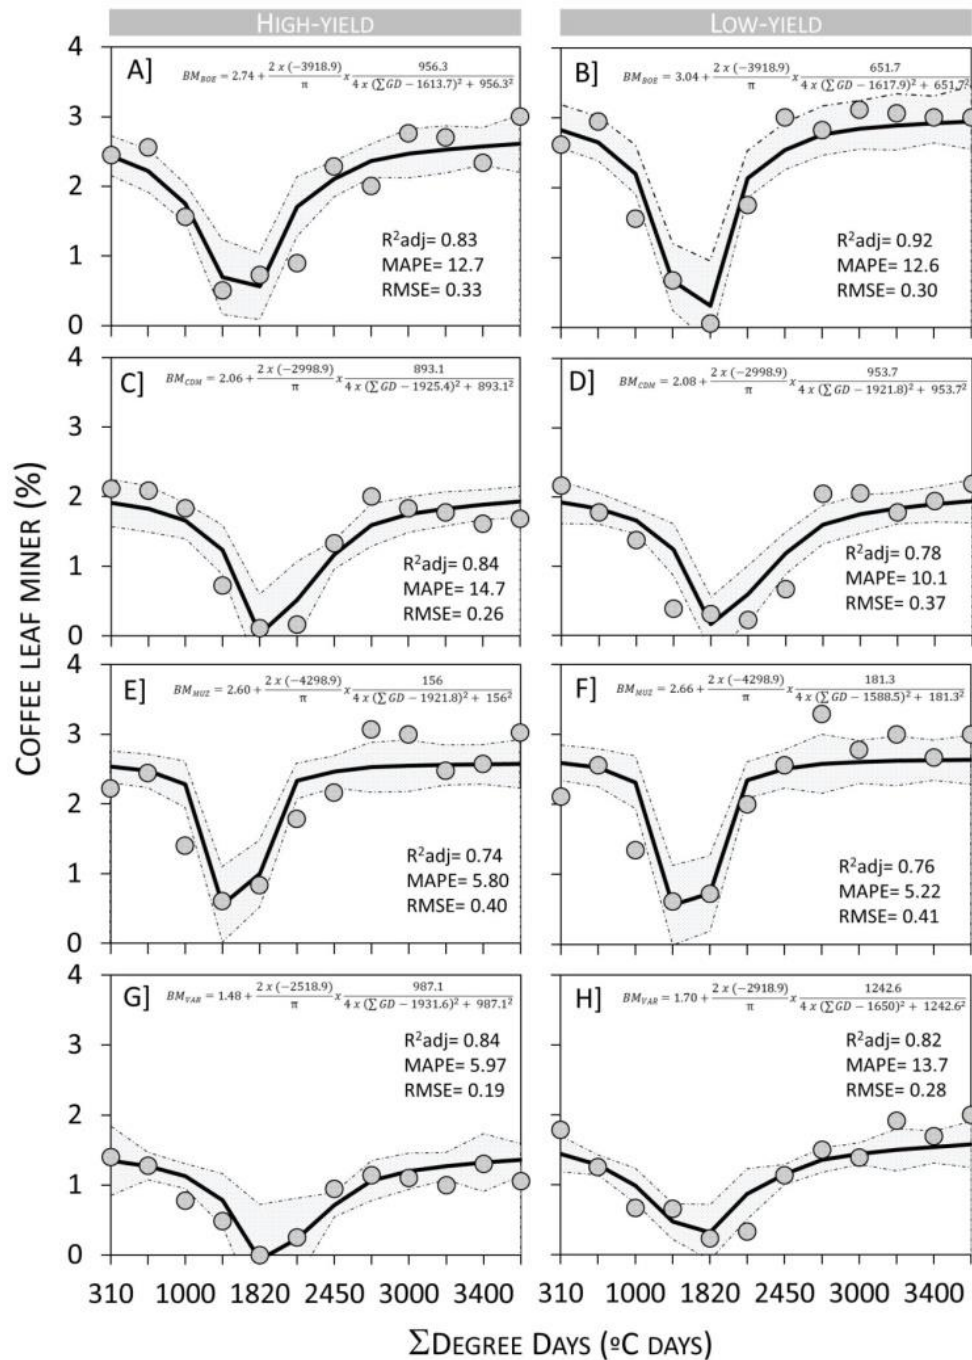 HIGH-YIELD LOW-YIELD
COFFEE LEAF MINER (%)
A] BM_BOE = 2.74 + 2 x (−3918.9) / π x 956.3 / 4 x (∑GD − 1613.7)² + 956.3²
R²adj= 0.83
MAPE= 12.7
RMSE= 0.33
4
3
2
1
0
B] BM_BOE = 3.04 + 2 x (−3918.9) / π x 651.7 / 4 x (∑GD − 1617.9)² + 651.7²
R²adj= 0.92
MAPE= 12.6
RMSE= 0.30
C] BM_CDM = 2.06 + 2 x (−2998.9) / π x 893.1 / 4 x (∑GD − 1925.4)² + 893.1²
R²adj= 0.84
MAPE= 14.7
RMSE= 0.26
4
3
2
1
0
D] BM_CDM = 2.08 + 2 x (−2998.9) / π x 953.7 / 4 x (∑GD − 1921.8)² + 953.7²
R²adj= 0.78
MAPE= 10.1
RMSE= 0.37
E] BM_MUZ = 2.60 + 2 x (−4298.9) / π x 156 / 4 x (∑GD − 1921.8)² + 156²
R²adj= 0.74
MAPE= 5.80
RMSE= 0.40
4
3
2
1
0
F] BM_MUZ = 2.66 + 2 x (−4298.9) / π x 181.3 / 4 x (∑GD − 1588.5)² + 181.3²
R²adj= 0.76
MAPE= 5.22
RMSE= 0.41
G] BM_VAR = 1.48 + 2 x (−2518.9) / π x 987.1 / 4 x (∑GD − 1931.6)² + 987.1²
R²adj= 0.84
MAPE= 5.97
RMSE= 0.19
4
3
2
1
0
H] BM_VAR = 1.70 + 2 x (−2918.9) / π x 1242.6 / 4 x (∑GD − 1650)² + 1242.6²
R²adj= 0.82
MAPE= 13.7
RMSE= 0.28
310 1000 1820 2450 3000 3400 310 1000 1820 2450 3000 3400
ΣDEGREE DAYS (ºC DAYS)